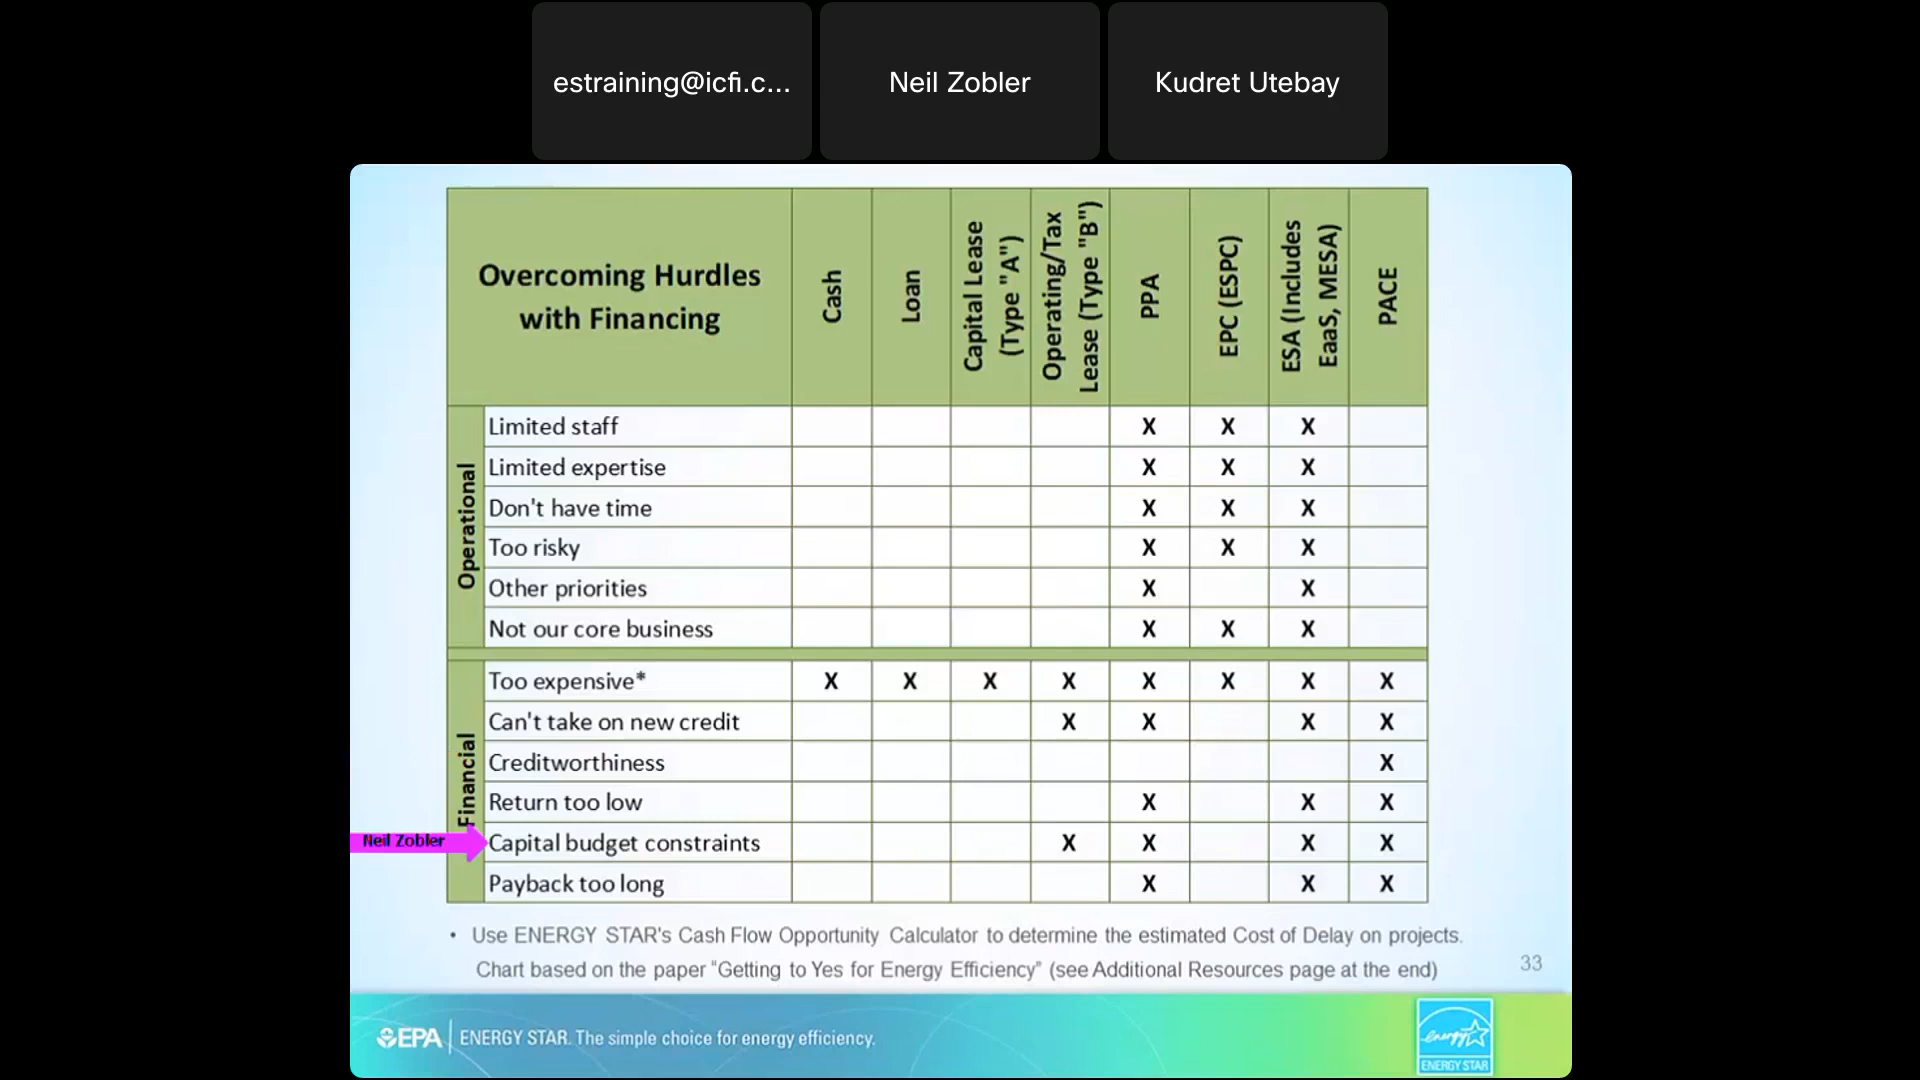 estraining@icfi.c...
Neil Zobler
Kudret Utebay
Overcoming Hurdles
with Financing
Cash
Loan
Capital Lease
(Type "A")
Operating/Tax
Lease (Type "B")
PPA
EPC (ESPC)
ESA (Includes
EaaS, MESA)
PACE
Operational
Limited staff X X X
Limited expertise X X X
Don't have time X X X
Too risky X X X
Other priorities X X
Not our core business X X X
Financial
Too expensive* X X X X X X X X
Can't take on new credit X X X X
Creditworthiness X
Return too low X X X
Neil Zobler
Capital budget constraints X X X X
Payback too long X X X
• Use ENERGY STAR's Cash Flow Opportunity Calculator to determine the estimated Cost of Delay on projects.
Chart based on the paper "Getting to Yes for Energy Efficiency" (see Additional Resources page at the end)
33
EPA ENERGY STAR. The simple choice for energy efficiency.
energy
ENERGY STAR